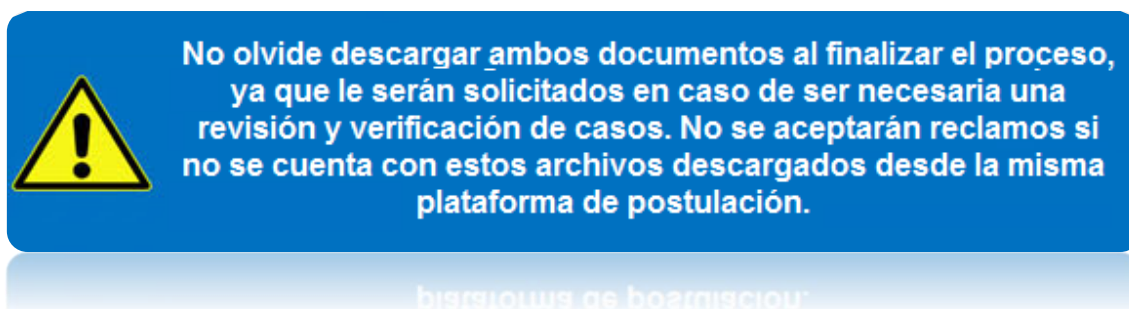 No olvide descargar ambos documentos al finalizar el proceso,
ya que le serán solicitados en caso de ser necesaria una
revisión y verificación de casos. No se aceptarán reclamos si
no se cuenta con estos archivos descargados desde la misma
plataforma de postulación.